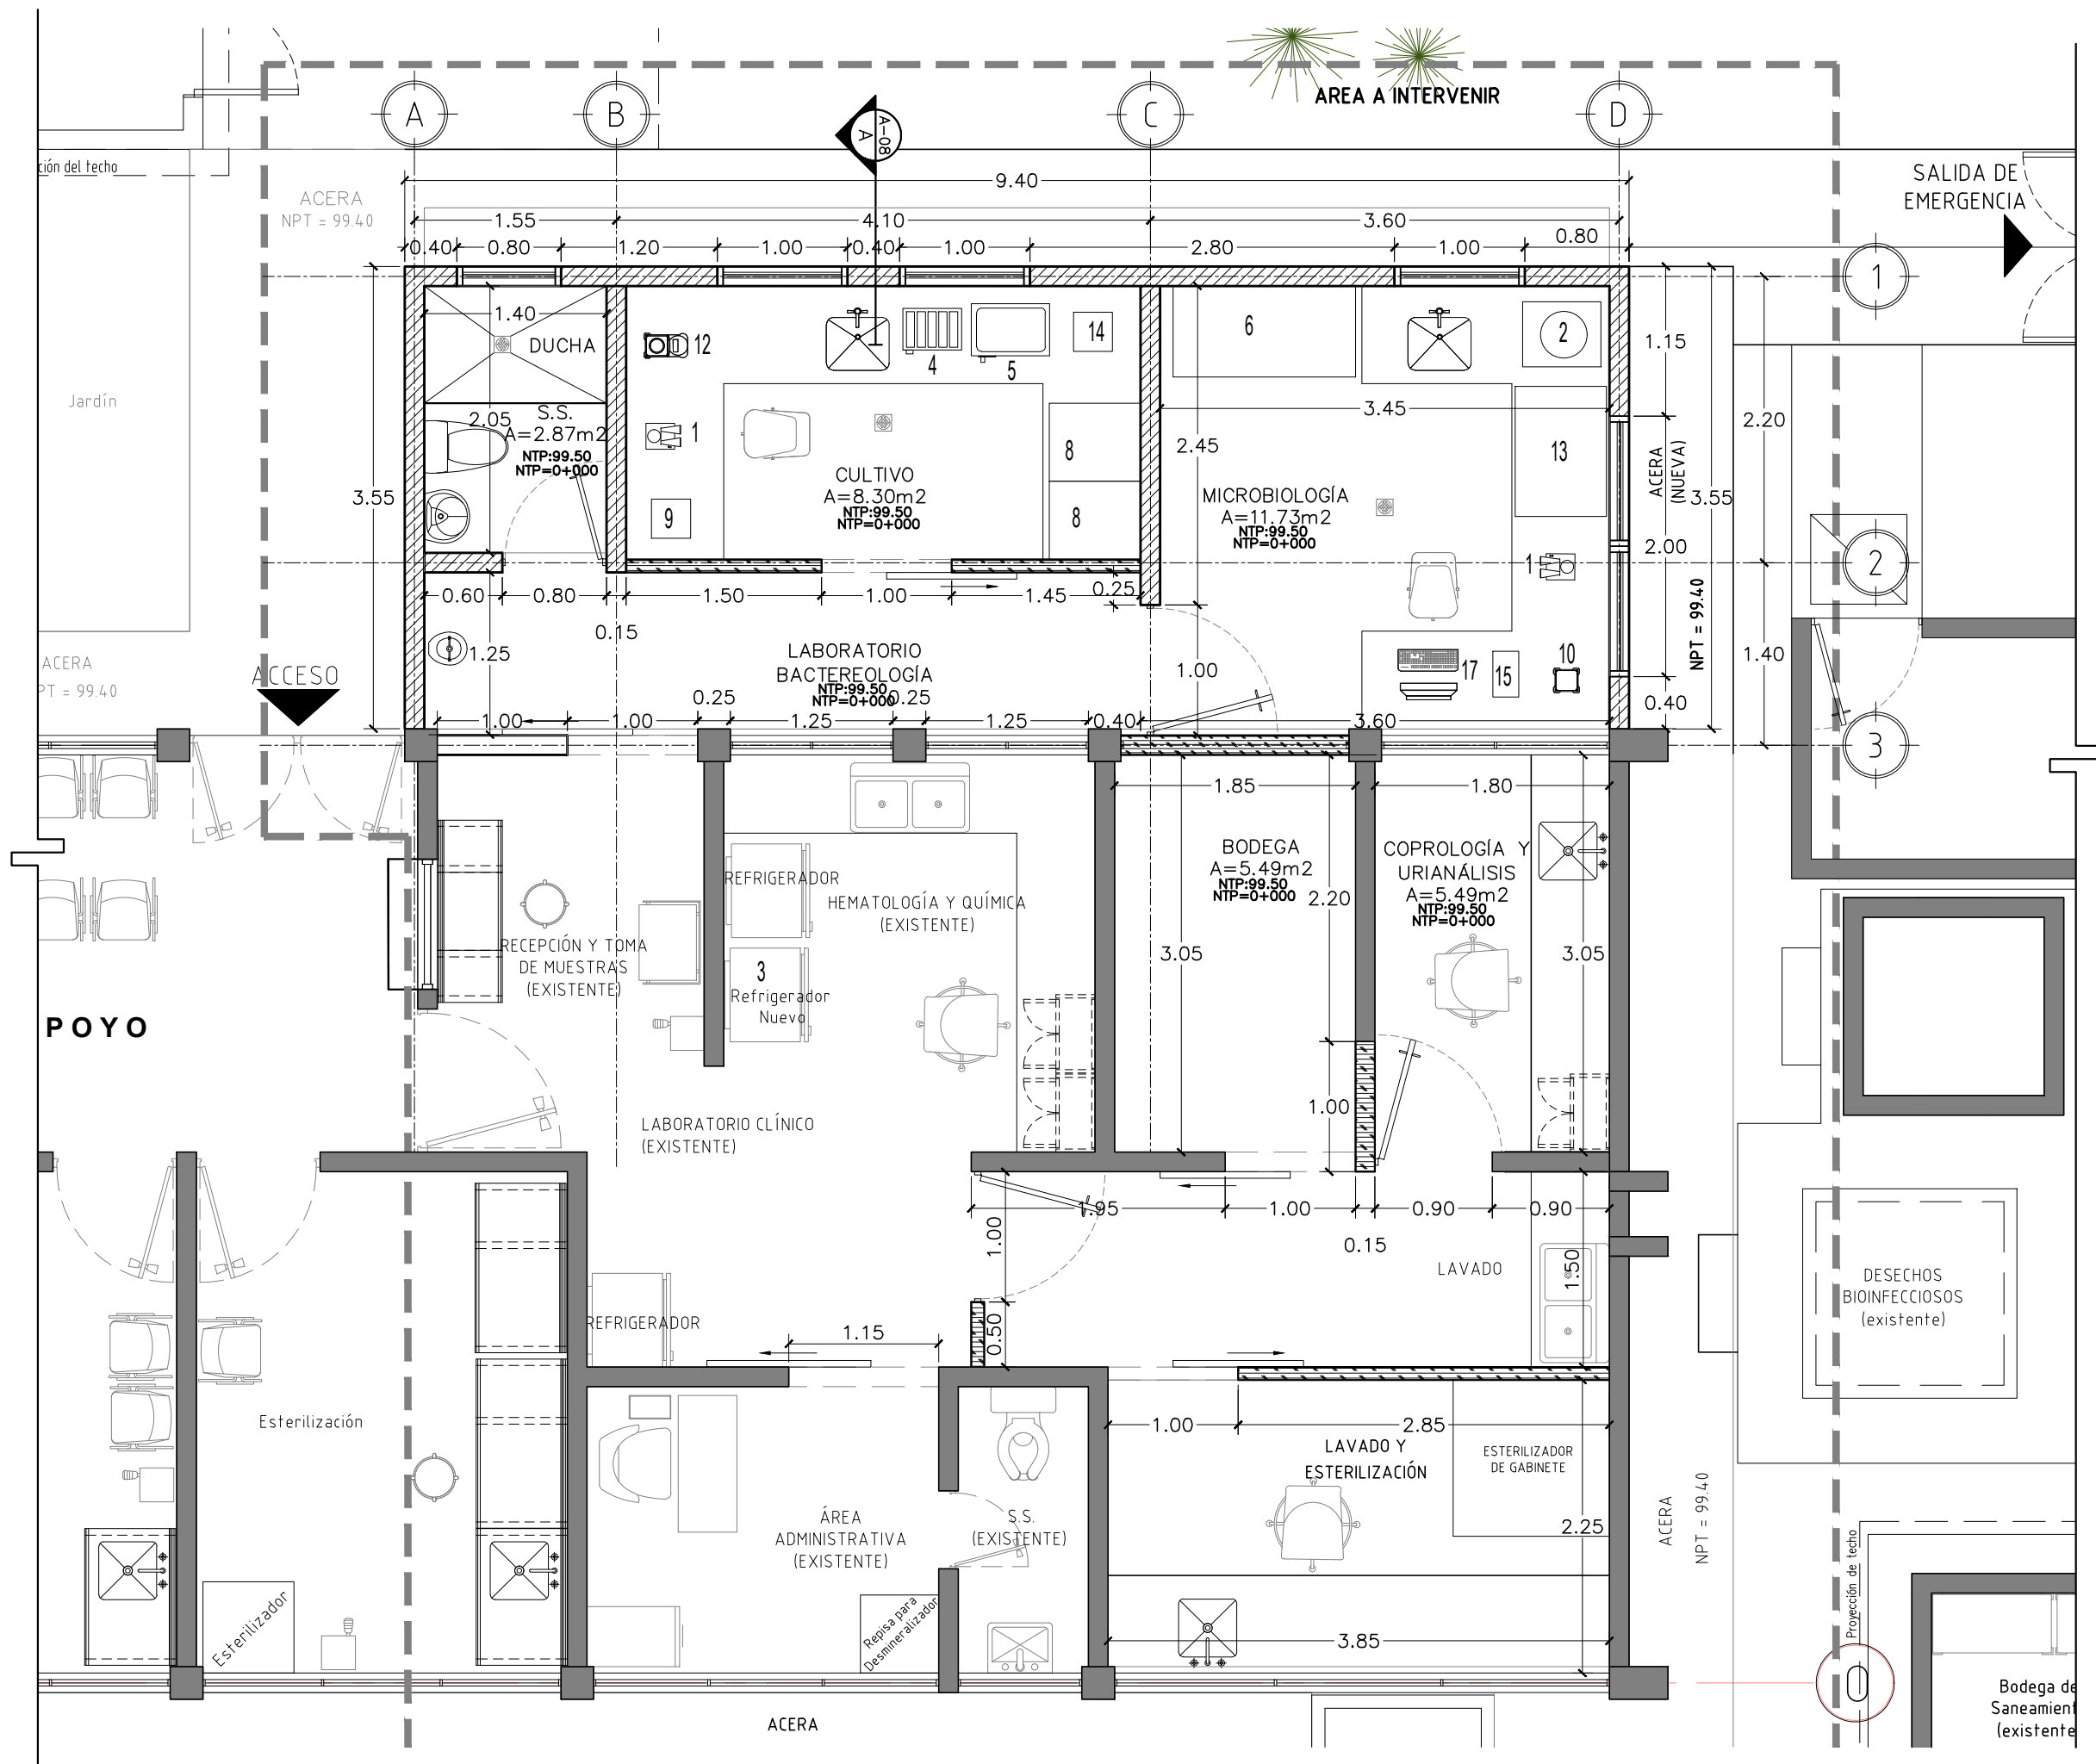 AREA A INTERVENIR
A
B
C
D
A-08
A
ción del techo
SALIDA DE
EMERGENCIA
ACERA
NPT = 99.40
9.40
1.55
4.10
3.60
0.40
0.80
1.20
1.00
0.40
1.00
2.80
1.00
0.80
1
1.40
DUCHA
12
4
5
14
6
2
1.15
Jardín
2.05
S.S.
A=2.87m2
NTP:99.50
NTP=0+000
1
8
3.45
2.45
13
2.20
3.55
9
CULTIVO
A=8.30m2
NTP:99.50
NTP=0+000
8
MICROBIOLOGÍA
A=11.73m2
NTP:99.50
NTP=0+000
ACERA
(NUEVA)
3.55
2.00
1
2
0.60
0.80
1.50
1.00
1.45
0.25
0.15
NPT = 99.40
1.25
LABORATORIO
BACTEREOLOGÍA
NTP:99.50
NTP=0+000
1.00
17
15
10
1.40
0.40
ACERA
PT = 99.40
ACCESO
0.25
0.25
1.00
1.00
1.25
1.25
0.40
3.60
3
1.85
1.80
REFRIGERADOR
HEMATOLOGÍA Y QUÍMICA
(EXISTENTE)
BODEGA
A=5.49m2
NTP:99.50
NTP=0+000
2.20
COPROLOGÍA Y
URIANÁLISIS
A=5.49m2
NTP:99.50
NTP=0+000
RECEPCIÓN Y TOMA
DE MUESTRAS
(EXISTENTE)
3
Refrigerador
Nuevo
3.05
3.05
POYO
LABORATORIO CLÍNICO
(EXISTENTE)
1.00
1.95
1.00
0.90
0.90
0.15
1.00
LAVADO
1.50
DESECHOS
BIOINFECCIOSOS
(existente)
REFRIGERADOR
1.15
0.50
Esterilización
1.00
2.85
LAVADO Y
ESTERILIZACIÓN
ESTERILIZADOR
DE GABINETE
ÁREA
ADMINISTRATIVA
(EXISTENTE)
S.S.
(EXISTENTE)
2.25
ACERA
NPT = 99.40
Proyección de techo
Esterilizador
Repisa para
Desmineralizador
3.85
0
Bodega de
Saneamient
(existente
ACERA